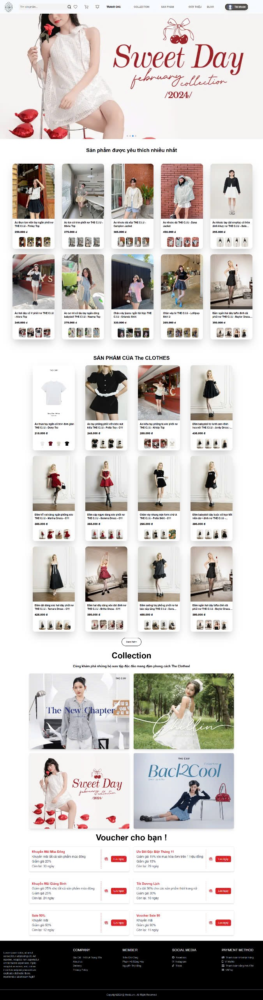 ICONIS
Tìm sản phẩm...
TRANG CHỦ
COLLECTION
SẢN PHẨM
GIỚI THIỆU
BLOG
Tài khoản
Sweet Day
february collection
/2024/
Sản phẩm được yêu thích nhiều nhất
Áo thun len viền tay ngắn phối nơ
THE C.I.U - Finley Top
250.000 đ
Áo len cổ tròn phối nơ THE C.I.U -
Stivie Top
275.000 đ
Áo khoác dù xốp THE C.I.U -
Campion Jacket
365.000 đ
Áo khoác dù THE C.I.U - Dana
Jacket
450.000 đ
Áo khoác tay dài croptop cổ tròn
đính khuy nơ THE C.I.U - Gale...
295.000 đ
Áo hai dây cổ V phối nơ THE C.I.U
- Alora Top
245.000 đ
Áo sơ mi cổ tàu tay ngắn dáng
babydoll THE C.I.U - Neema Top
275.000 đ
Chân váy jeans ngắn túi hộp THE
C.I.U - Orlando Skirt
320.000 đ
Chân váy bí THE C.I.U - Lollipop
Skirt 2
265.000 đ
Đầm ngắn hai dây tafta đính đá
phối nơ THE C.I.U - Baylor Dress...
350.000 đ
SẢN PHẨM CỦA The CLOTHES
THE C.I.U
Dony Tee - White
Áo thun tay ngắn cổ tròn đơn giản
THE C.I.U - Dony Tee
215.000 đ
Áo tay phồng phối viền bèo nút
kiểu THE C.I.U - Potia Top - C11
245.000 đ
Áo kiểu tay phồng tà xòe phối nơ
THE C.I.U - Kristy Top
255.000 đ
Đầm babydoll tơ lưới caro đính
hoa nổi THE C.I.U - Jordy Dress -...
435.000 đ
Đầm trễ vai dáng ngắn phồng xòe
THE C.I.U - Marina Dress - C11
350.000 đ
Đầm cúp ngực dáng xòe phối nơ
THE C.I.U - Gemma Dress - C11
355.000 đ
Chân váy nhung mịn form chữ A
THE C.I.U - Potia Skirt - C11
295.000 đ
Đầm babydoll dây buộc cổ họa tiết
viền đá + đính nơ THE C.I.U -...
380.000 đ
Đầm dài dáng xòe hai dây phối nơ
THE C.I.U - Tamara Dress - C11
425.000 đ
Đầm hai dây dáng xòe đai đính nơ
THE C.I.U - Britta Dress - C11
350.000 đ
Đầm suông tay phồng phối nơ lai
bèo xếp tầng THE C.I.U - Dora...
450.000 đ
Đầm ngắn hai dây tafta đính đá
phối nơ THE C.I.U - Baylor Dress...
350.000 đ
Xem thêm
Collection
Cùng khám phá những bộ sưu tập độc đáo mang đậm phong cách The Clothes!
THE C.I.U
The New Chapter
THE C.I.U
Chillin'
Sweet Day
february collection
/2024/
THE C.I.U
Collection
Back2Cool
Voucher cho bạn !
Khuyến Mãi Mùa Đông
Khuyến mãi tất cả sản phẩm mùa đông
Giảm giá 20%
Còn lại: 30 ngày
Lưu ngay
Ưu Đãi Đặc Biệt Tháng 11
Giảm giá 15% khi mua hóa đơn trên 1 triệu đồng
Giảm giá 15%
Còn lại: 29 ngày
Lưu ngay
Khuyến Mãi Giáng Sinh
Giảm giá 25% cho tất cả sản phẩm mùa đông
Giảm giá 25%
Còn lại: 24 ngày
Lưu ngay
Tết Dương Lịch
Ưu đãi 30% cho các sản phẩm thời trang nữ
Giảm giá 30%
Còn lại: 10 ngày
Lưu ngay
Sale 50%
Khuyến mãi
Giảm giá 50%
Còn lại: 12 ngày
Lưu ngay
Voucher Sale 90
Khuyến mãi
Giảm giá 90%
Còn lại: 11 ngày
Lưu ngay
Lorem ipsum dolor, sit amet
consectetur adipisicing elit. Ad
maxime, voluptas non aspernatur
omnis facere asperiores. Optio
voluptatum autem, sint, dolore
inventore adipisci praesentium
explicabo distinctio libero,
repellendus laboriosam fugit?
COMPANY
Địa Chỉ : 140 Lê Trọng Tấn
About us
Delivery
Privacy Policy
MEMBER
Trần Chí Công
Phạm Hồ Đăng Huy
Nguyễn Thị Hằng
SOCIAL MEDIA
Facebook
Instagram
Tiktok
PAYMENT METHOD
Thanh toán khi nhận hàng
Ví MoMo
Thanh toán bằng thẻ ATM
VNPay
Copyright2024@ theciu.vn - All Right Reserved